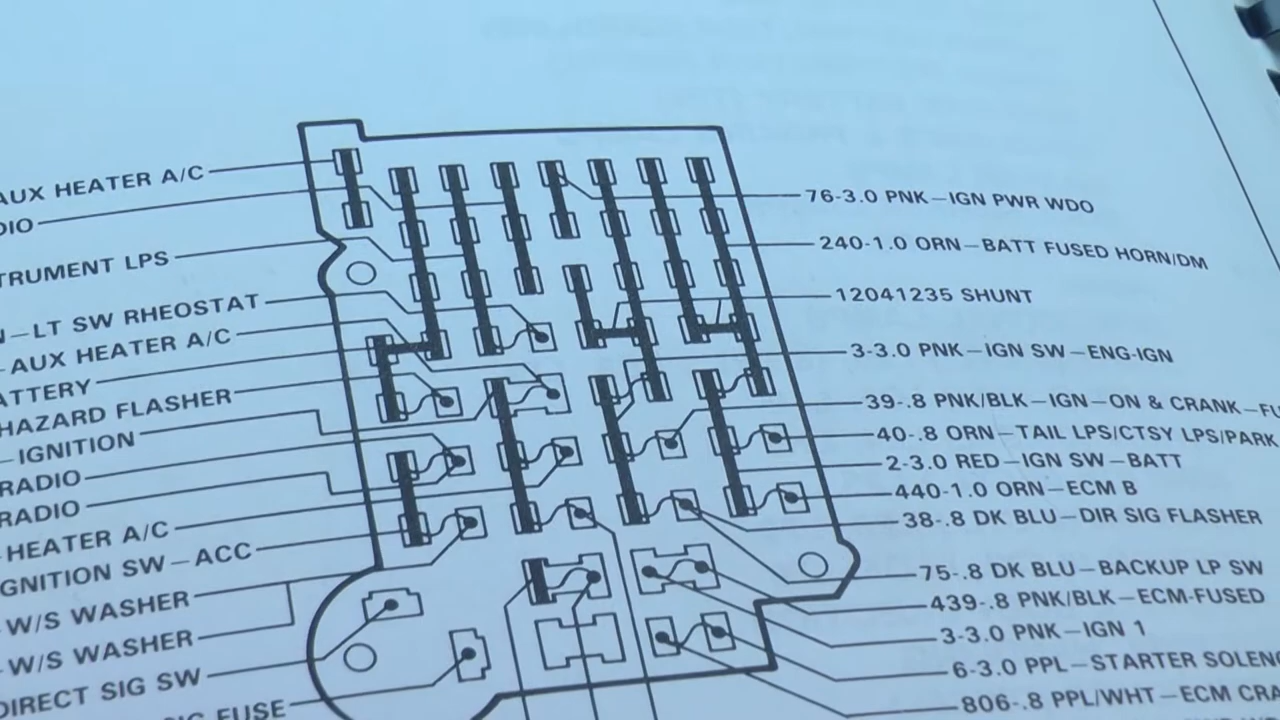 AUX HEATER A/C
DIO
TRUMENT LPS
N-LT SW RHEOSTAT
AUX HEATER A/C
ATTERY
HAZARD FLASHER
IGNITION
RADIO
RADIO
HEATER A/C
GNITION SW-ACC
W/S WASHER
W/S WASHER
DIRECT SIG SW
FUSE
76-3.0 PNK-IGN PWR WDO
240-1.0 ORN-BATT FUSED HORN/DM
12041235 SHUNT
3-3.0 PNK-IGN SW-ENG-IGN
39-.8 PNK/BLK-IGN-ON & CRANK-FU
40-.8 ORN-TAIL LPS/CTSY LPS/PARK
2-3.0 RED-IGN SW-BATT
440-1.0 ORN-ECM B
38-.8 DK BLU-DIR SIG FLASHER
75-.8 DK BLU-BACKUP LP SW
439-.8 PNK/BLK-ECM-FUSED
3-3.0 PNK-IGN 1
6-3.0 PPL-STARTER SOLENO
806-.8 PPL/WHT-ECM CRA